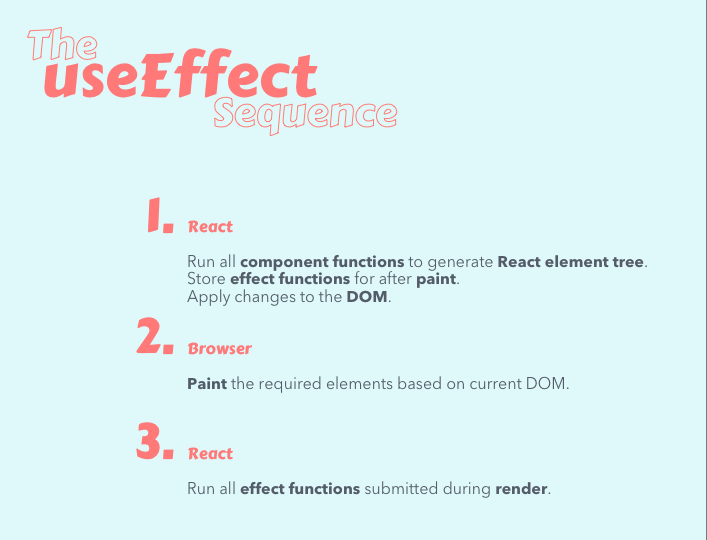 The
useEffect
Sequence
1. React
Run all component functions to generate React element tree.
Store effect functions for after paint.
Apply changes to the DOM.
2. Browser
Paint the required elements based on current DOM.
3. React
Run all effect functions submitted during render.